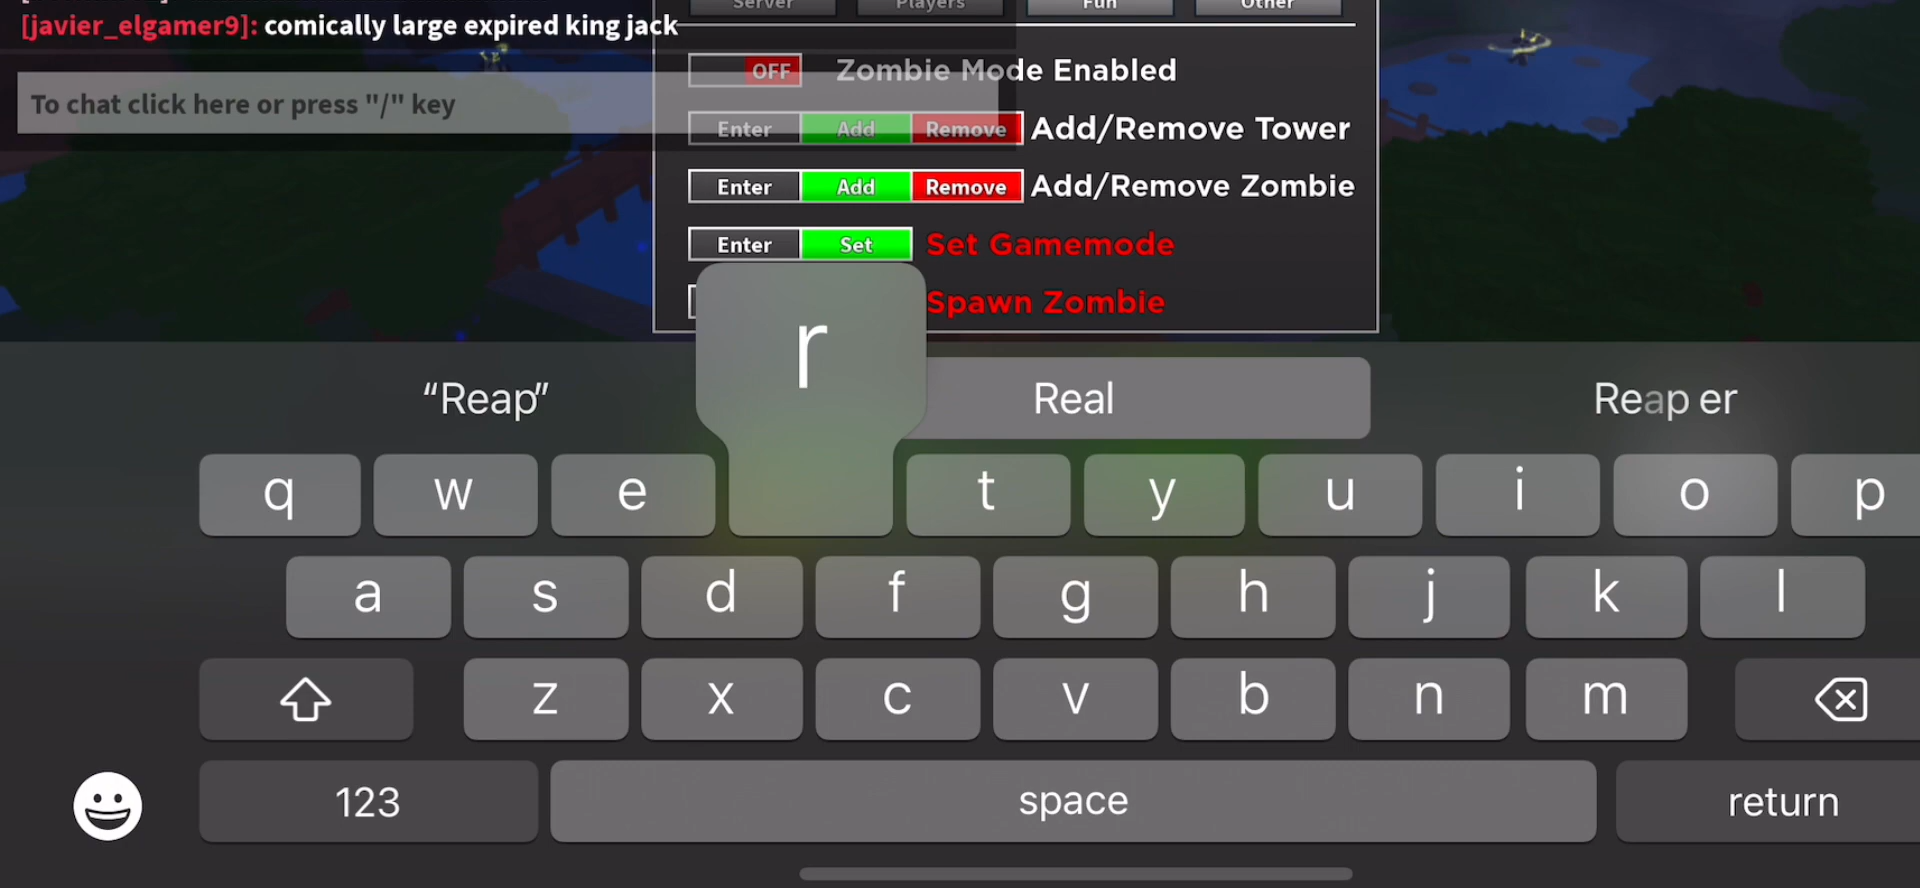 Server Players Fun Other
[javier_elgamer9]: comically large expired king jack
OFF Zombie Mode Enabled
To chat click here or press "/" key
Enter Add Remove Add/Remove Tower
Enter Add Remove Add/Remove Zombie
Enter Set Set Gamemode
Spawn Zombie
r
“Reap” Real Reaper
q w e t y u i o p
a s d f g h j k l
z x c v b n m
123 space return